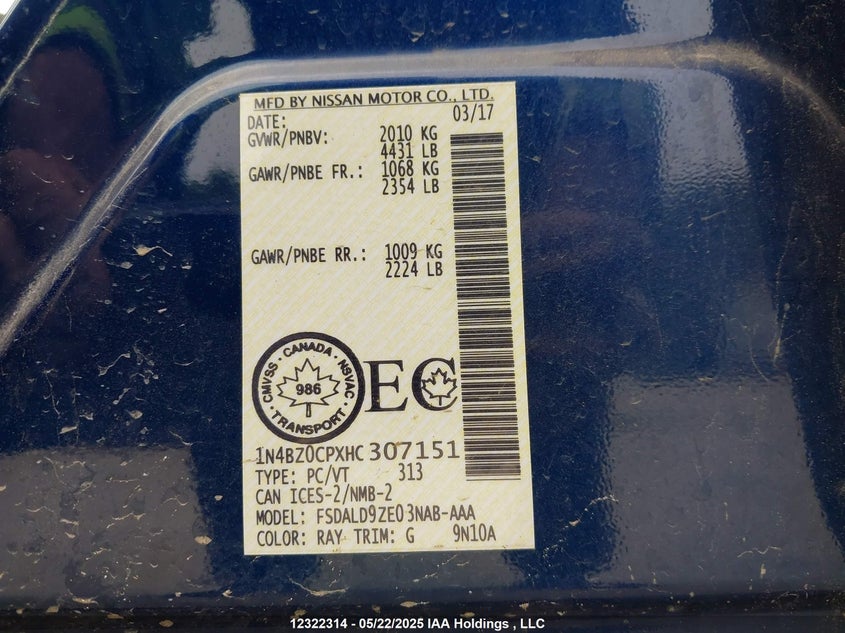 MFD BY NISSAN MOTOR CO., LTD.
DATE: 03/17
GVWR/PNBV: 2010 KG
4431 LB
GAWR/PNBE FR.: 1068 KG
2354 LB
GAWR/PNBE RR.: 1009 KG
2224 LB
CMVSS · CANADA · NSVAC · TRANSPORT ·
986
EC
1N4BZ0CPXHC 307151
TYPE: PC/VT 313
CAN ICES-2/NMB-2
MODEL: FSDALD9ZE03NAB-AAA
COLOR: RAY TRIM: G 9N10A
12322314 - 05/22/2025 IAA Holdings , LLC